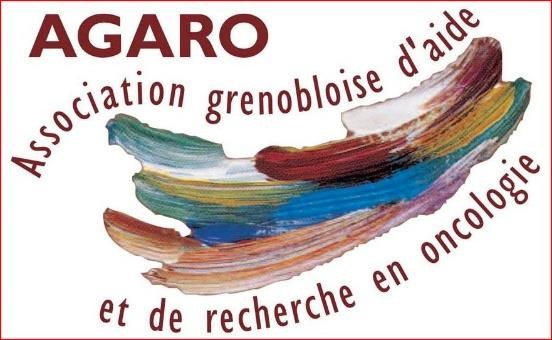 AGARO
Association grenobloise d'aide
et de recherche en oncologie